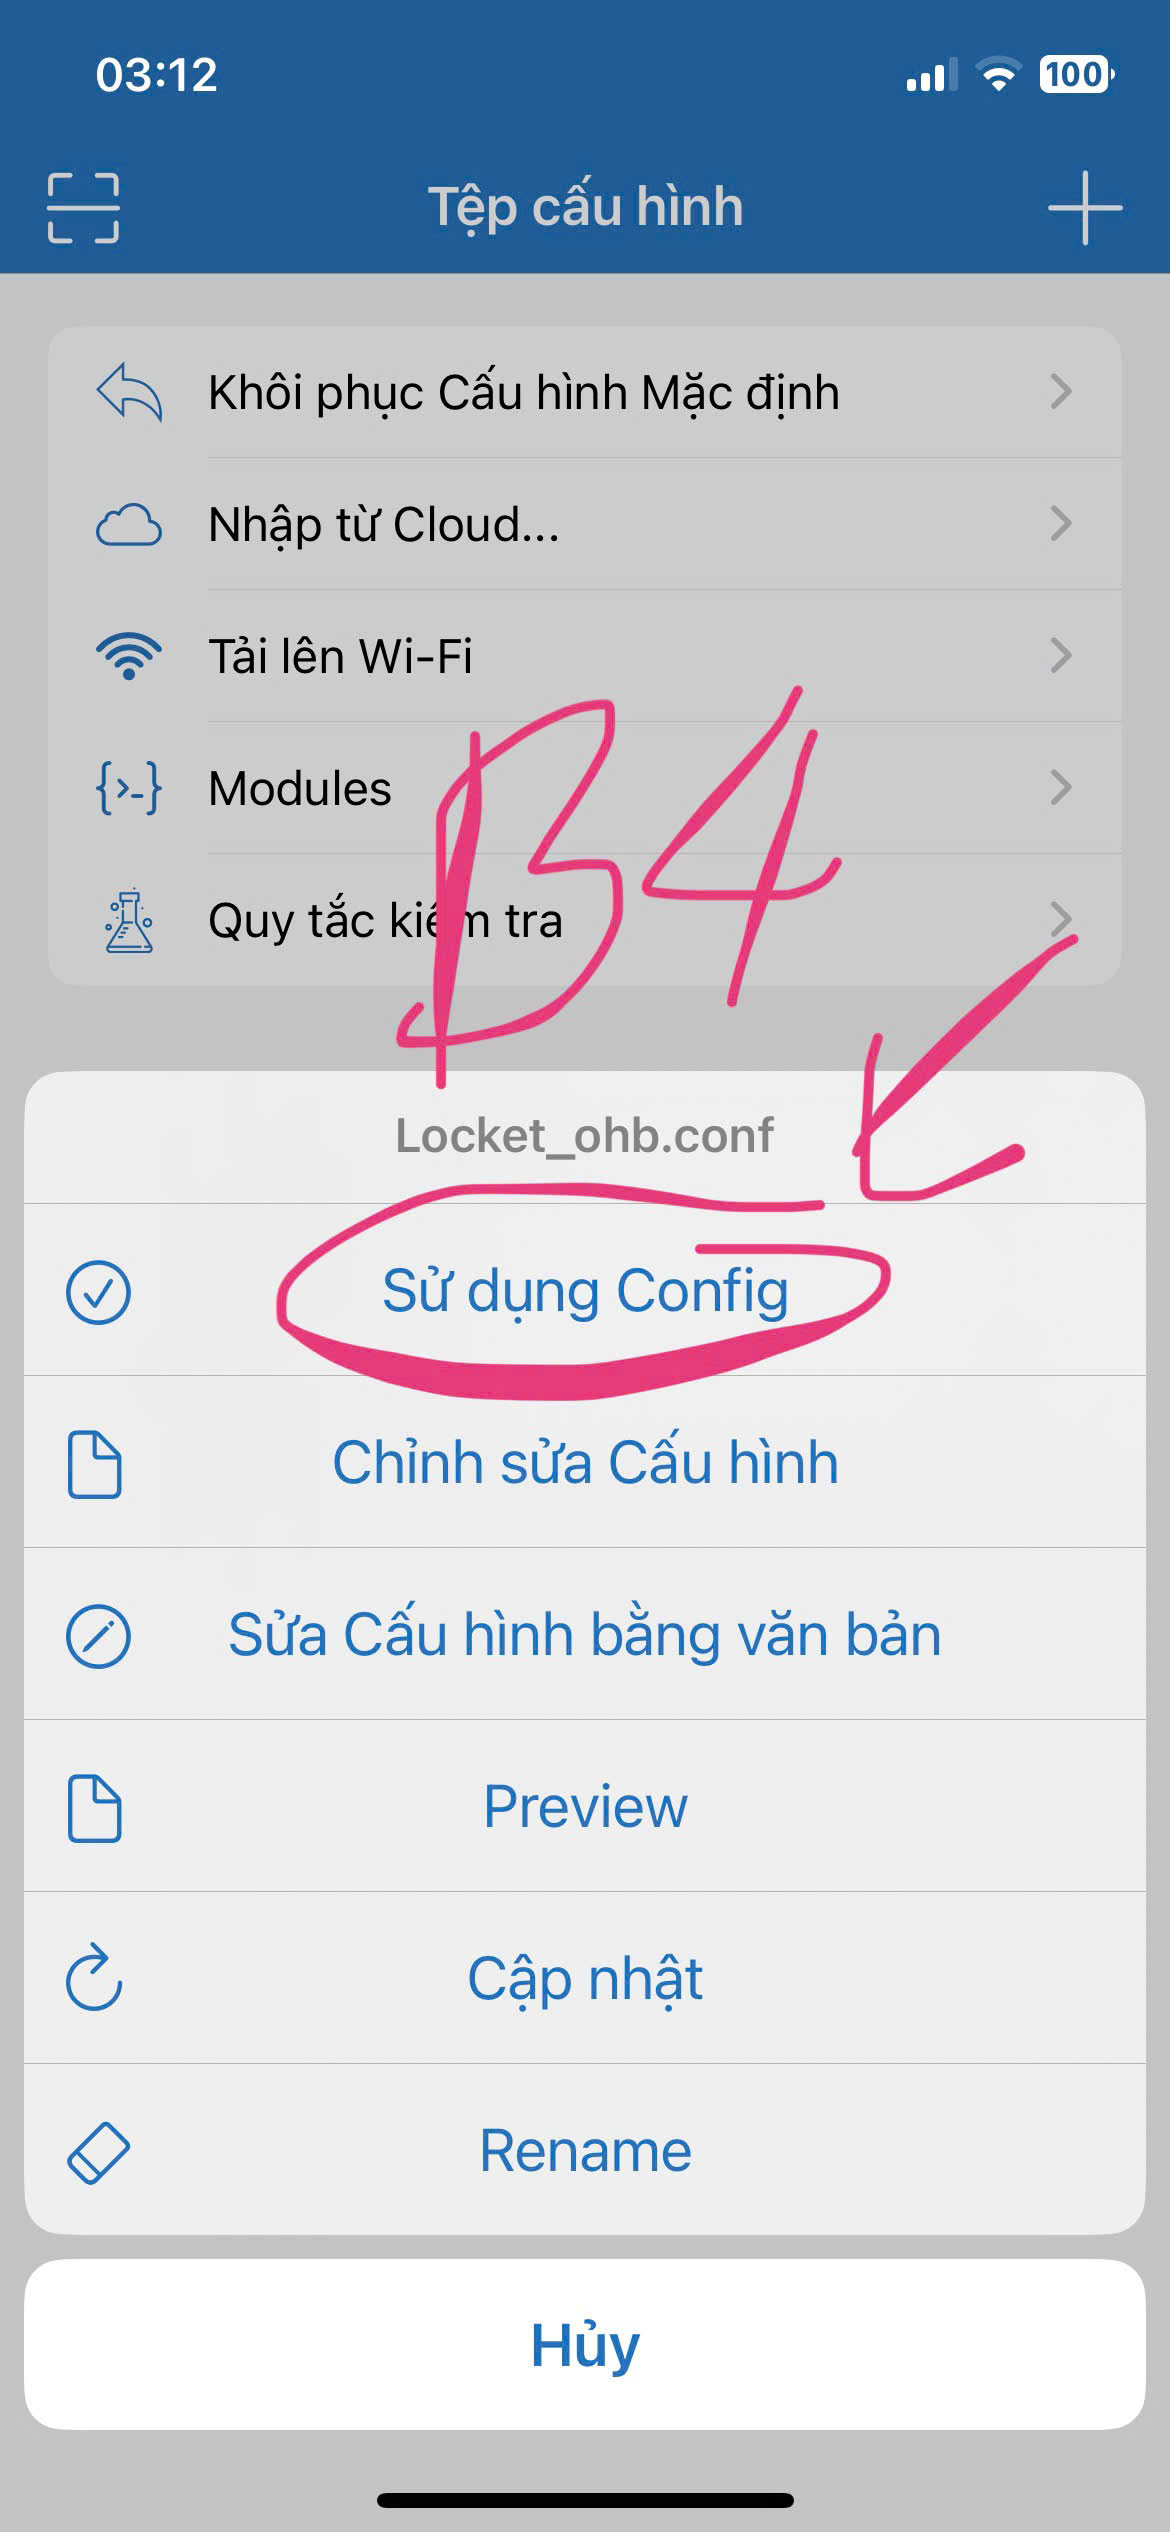 03:12
100
Tệp cấu hình
Khôi phục Cấu hình Mặc định
Nhập từ Cloud...
Tải lên Wi-Fi
Modules
Quy tắc kiểm tra
B4
Locket_ohb.conf
Sử dụng Config
Chỉnh sửa Cấu hình
Sửa Cấu hình bằng văn bản
Preview
Cập nhật
Rename
Hủy